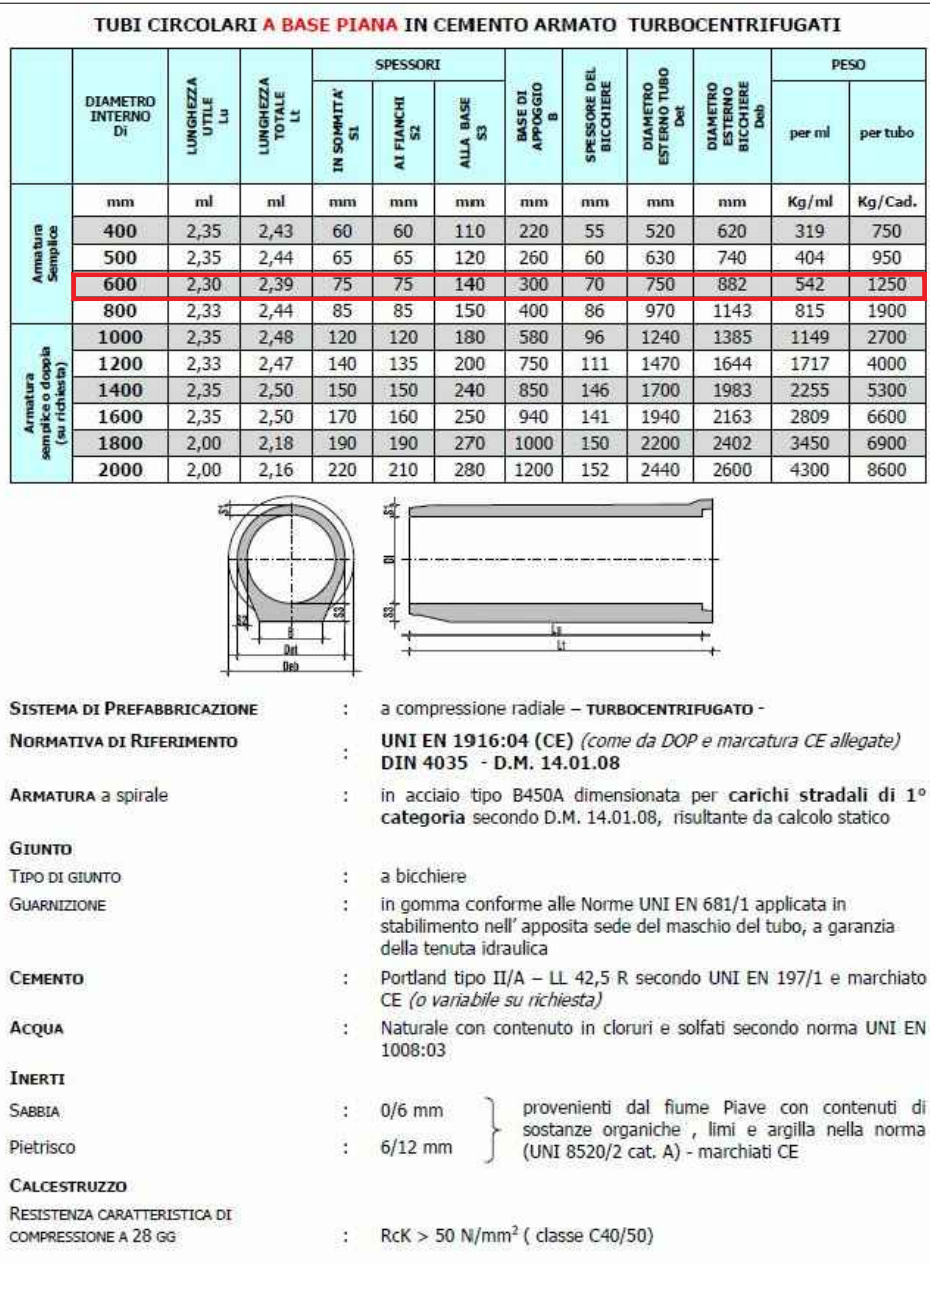 TUBI CIRCOLARI A BASE PIANA IN CEMENTO ARMATO TURBOCENTRIFUGATI
DIAMETRO INTERNO Di LUNGHEZZA UTILE Lu LUNGHEZZA TOTALE Lt SPESSORI IN SOMMITA' S1 AI FIANCHI S2 ALLA BASE S3 BASE DI APPOGGIO B SPESSORE DEL BICCHIERE DIAMETRO ESTERNO TUBO Det DIAMETRO ESTERNO BICCHIERE Deb PESO per ml per tubo
mm ml ml mm mm mm mm mm mm mm Kg/ml Kg/Cad.
Armatura Semplice
400 2,35 2,43 60 60 110 220 55 520 620 319 750
500 2,35 2,44 65 65 120 260 60 630 740 404 950
600 2,30 2,39 75 75 140 300 70 750 882 542 1250
800 2,33 2,44 85 85 150 400 86 970 1143 815 1900
Armatura semplice o doppia (su richiesta)
1000 2,35 2,48 120 120 180 580 96 1240 1385 1149 2700
1200 2,33 2,47 140 135 200 750 111 1470 1644 1717 4000
1400 2,35 2,50 150 150 240 850 146 1700 1983 2255 5300
1600 2,35 2,50 170 160 250 940 141 1940 2163 2809 6600
1800 2,00 2,18 190 190 270 1000 150 2200 2402 3450 6900
2000 2,00 2,16 220 210 280 1200 152 2440 2600 4300 8600
S1 S2 S3 B Det Deb
S1 Di S3 Lu Lt
SISTEMA DI PREFABBRICAZIONE : a compressione radiale – TURBOCENTRIFUGATO -
NORMATIVA DI RIFERIMENTO : UNI EN 1916:04 (CE) (come da DOP e marcatura CE allegate)
DIN 4035 - D.M. 14.01.08
ARMATURA a spirale : in acciaio tipo B450A dimensionata per carichi stradali di 1°
categoria secondo D.M. 14.01.08, risultante da calcolo statico
GIUNTO
TIPO DI GIUNTO : a bicchiere
GUARNIZIONE : in gomma conforme alle Norme UNI EN 681/1 applicata in
stabilimento nell' apposita sede del maschio del tubo, a garanzia
della tenuta idraulica
CEMENTO : Portland tipo II/A – LL 42,5 R secondo UNI EN 197/1 e marchiato
CE (o variabile su richiesta)
ACQUA : Naturale con contenuto in cloruri e solfati secondo norma UNI EN
1008:03
INERTI
SABBIA : 0/6 mm provenienti dal fiume Piave con contenuti di
sostanze organiche , limi e argilla nella norma
Pietrisco : 6/12 mm (UNI 8520/2 cat. A) - marchiati CE
CALCESTRUZZO
RESISTENZA CARATTERISTICA DI
COMPRESSIONE A 28 GG : RcK > 50 N/mm² ( classe C40/50)